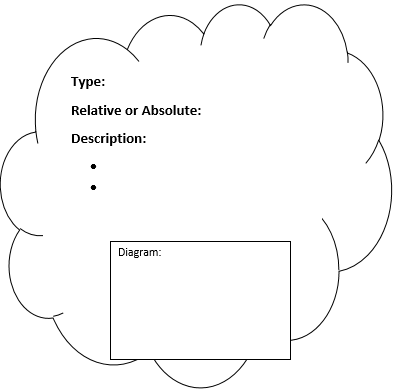 Type:
Relative or Absolute:
Description:
•
•
Diagram: